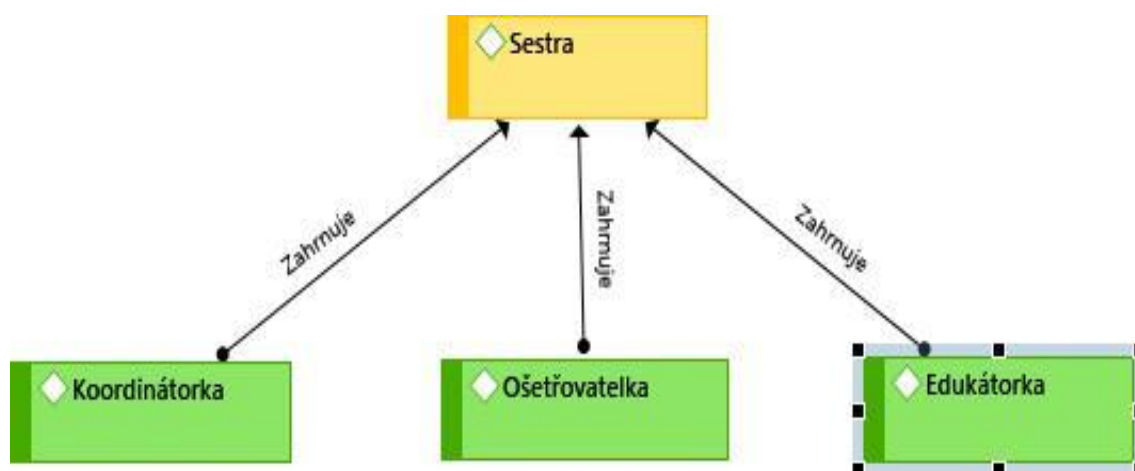 Sestra
Zahrnuje
Zahrnuje
Zahrnuje
Koordinátorka
Ošetřovatelka
Edukátorka